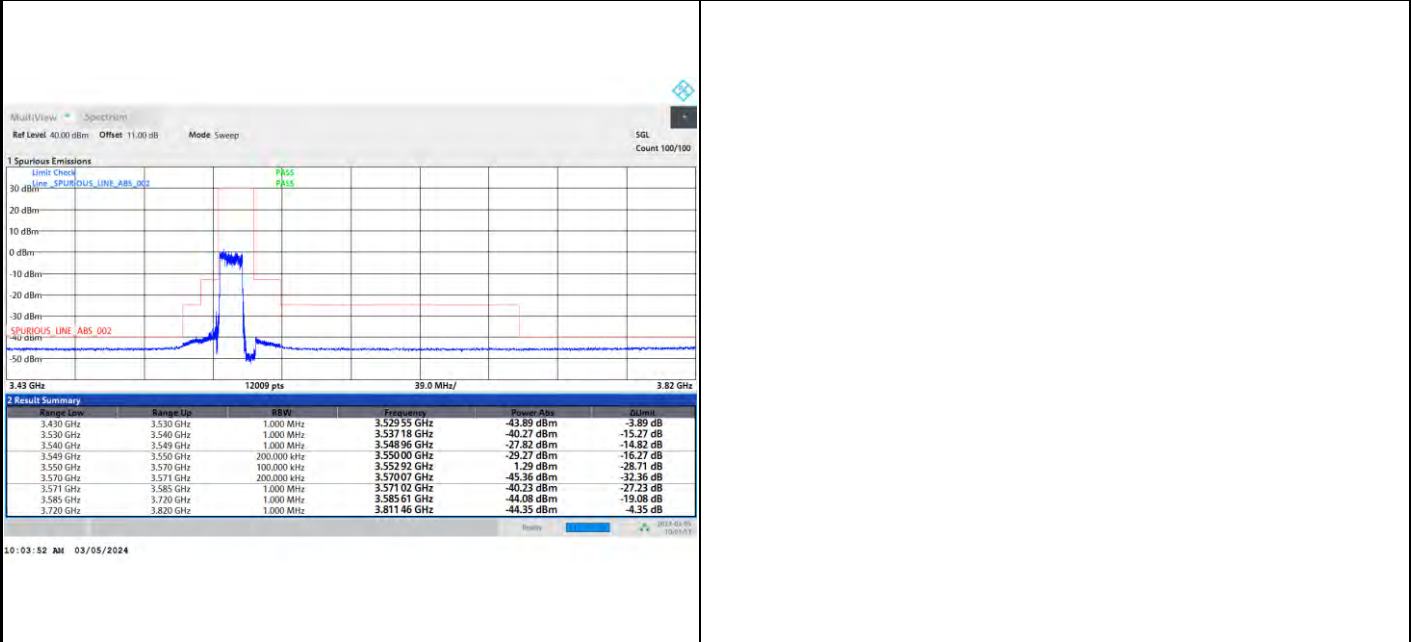 MultiView Spectrum
Ref Level 40.00 dBm Offset 11.00 dB Mode Sweep SGL
Count 100/100
1 Spurious Emissions
Limit Check PASS
Line _SPURIOUS_LINE_ABS_002 PASS
30 dBm
20 dBm
10 dBm
0 dBm
-10 dBm
-20 dBm
-30 dBm
SPURIOUS_LINE_ABS_002
-40 dBm
-50 dBm
3.43 GHz 12009 pts 39.0 MHz/ 3.82 GHz
2 Result Summary
Range Low Range Up RBW Frequency Power Abs ΔLimit
3.430 GHz 3.530 GHz 1.000 MHz 3.529 55 GHz -43.89 dBm -3.89 dB
3.530 GHz 3.540 GHz 1.000 MHz 3.537 18 GHz -40.27 dBm -15.27 dB
3.540 GHz 3.549 GHz 1.000 MHz 3.548 96 GHz -27.82 dBm -14.82 dB
3.549 GHz 3.550 GHz 200.000 kHz 3.550 00 GHz -29.27 dBm -16.27 dB
3.550 GHz 3.570 GHz 100.000 kHz 3.552 92 GHz 1.29 dBm -28.71 dB
3.570 GHz 3.571 GHz 200.000 kHz 3.570 07 GHz -45.36 dBm -32.36 dB
3.571 GHz 3.585 GHz 1.000 MHz 3.571 02 GHz -40.23 dBm -27.23 dB
3.585 GHz 3.720 GHz 1.000 MHz 3.585 61 GHz -44.08 dBm -19.08 dB
3.720 GHz 3.820 GHz 1.000 MHz 3.811 46 GHz -44.35 dBm -4.35 dB
Ready
10:03:52 AM 03/05/2024